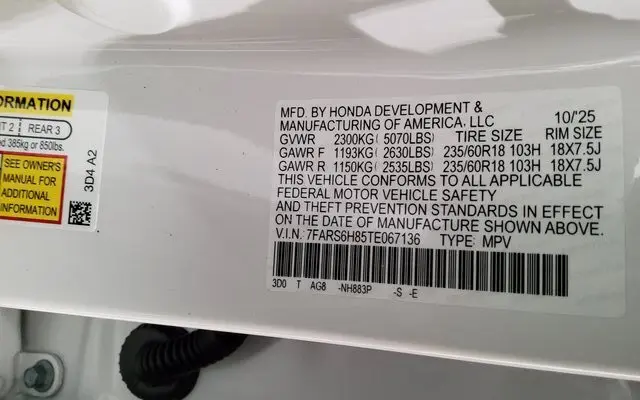 ORMATION
NT 2 | REAR 3
ed 385kg or 850lbs.
SEE OWNER'S
MANUAL FOR
ADDITIONAL
INFORMATION
3D4 A2
MFD. BY HONDA DEVELOPMENT & 10/'25
MANUFACTURING OF AMERICA, LLC
GVWR 2300KG( 5070LBS) TIRE SIZE RIM SIZE
GAWR F 1193KG( 2630LBS) 235/60R18 103H 18X7.5J
GAWR R 1150KG( 2535LBS) 235/60R18 103H 18X7.5J
THIS VEHICLE CONFORMS TO ALL APPLICABLE
FEDERAL MOTOR VEHICLE SAFETY
AND THEFT PREVENTION STANDARDS IN EFFECT
ON THE DATE OF MANUFACTURE SHOWN ABOVE.
V.I.N. 7FARS6H85TE067136 TYPE: MPV
3D0 T AG8 -NH883P -S -E